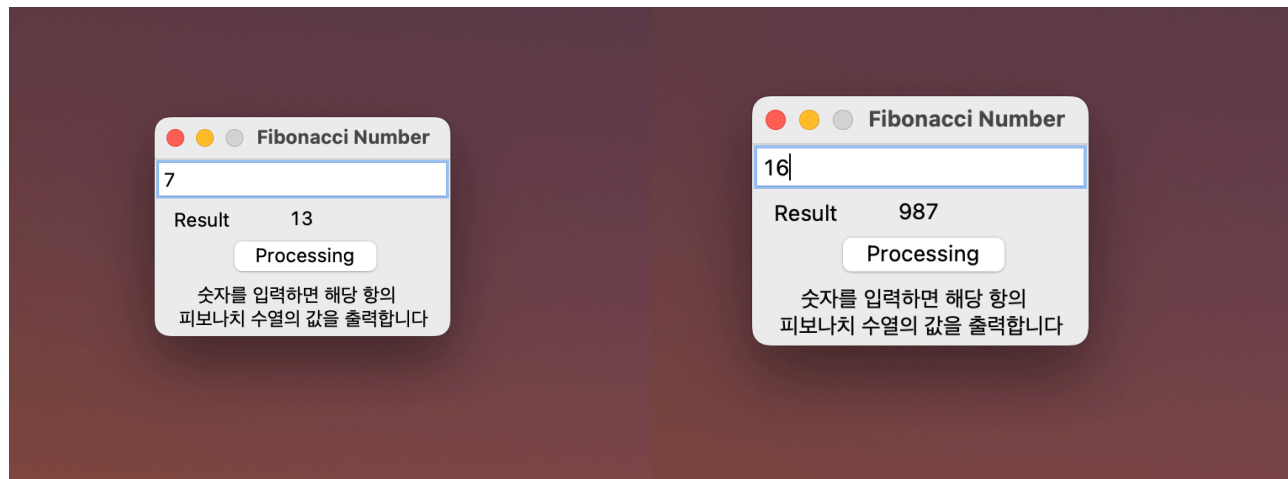 Fibonacci Number
7
Result 13
Processing
숫자를 입력하면 해당 항의
피보나치 수열의 값을 출력합니다
Fibonacci Number
16
Result 987
Processing
숫자를 입력하면 해당 항의
피보나치 수열의 값을 출력합니다